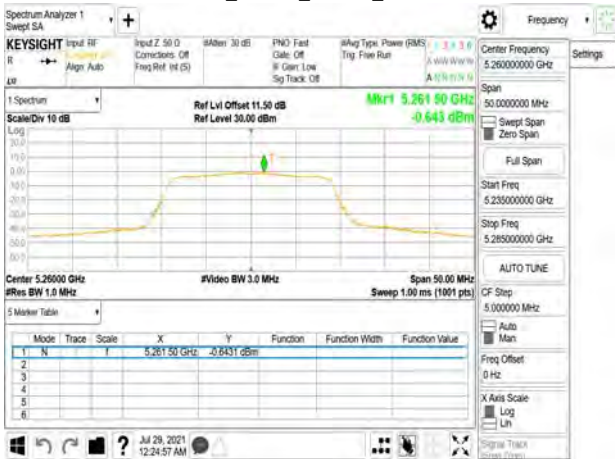 Spectrum Analyzer 1
Swept SA
+
Frequency
KEYSIGHT Input: RF
R
Align: Auto
LXI
Input Z: 50 Ω
Corrections: Off
Freq Ref: Int (S)
#Atten: 30 dB
PNO: Fast
Gate: Off
IF Gain: Low
Sig Track: Off
#Avg Type: Power (RMS)
Trig: Free Run
Center Frequency
5.260000000 GHz
Settings
Span
50.0000000 MHz
Swept Span
Zero Span
Full Span
Start Freq
5.235000000 GHz
Stop Freq
5.285000000 GHz
AUTO TUNE
CF Step
5.000000 MHz
Auto
Man
Freq Offset
0 Hz
X Axis Scale
Log
Lin
Signal Track
1 Spectrum
Scale/Div 10 dB
Ref Lvl Offset 11.50 dB
Ref Level 30.00 dBm
Mkr1 5.261 50 GHz
-0.643 dBm
Log
Center 5.26000 GHz
#Res BW 1.0 MHz
#Video BW 3.0 MHz
Span 50.00 MHz
Sweep 1.00 ms (1001 pts)
5 Marker Table
Mode Trace Scale X Y Function Function Width Function Value
1 N f 5.261 50 GHz -0.6431 dBm
2
3
4
5
6
?
Jul 29, 2021
12:24:57 AM